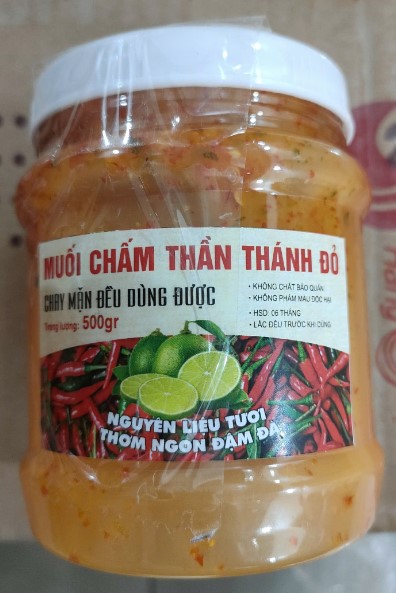 MUỐI CHẤM THẦN THÁNH ĐỎ
CHAY MẶN ĐỀU DÙNG ĐƯỢC
Trọng lượng: 500gr
• KHÔNG CHẤT BẢO QUẢN
• KHÔNG PHẨM MÀU ĐỘC HẠI
• HSD: 06 THÁNG
• LẮC ĐỀU TRƯỚC KHI DÙNG
NGUYÊN LIỆU TƯƠI
THƠM NGON ĐẬM ĐÀ